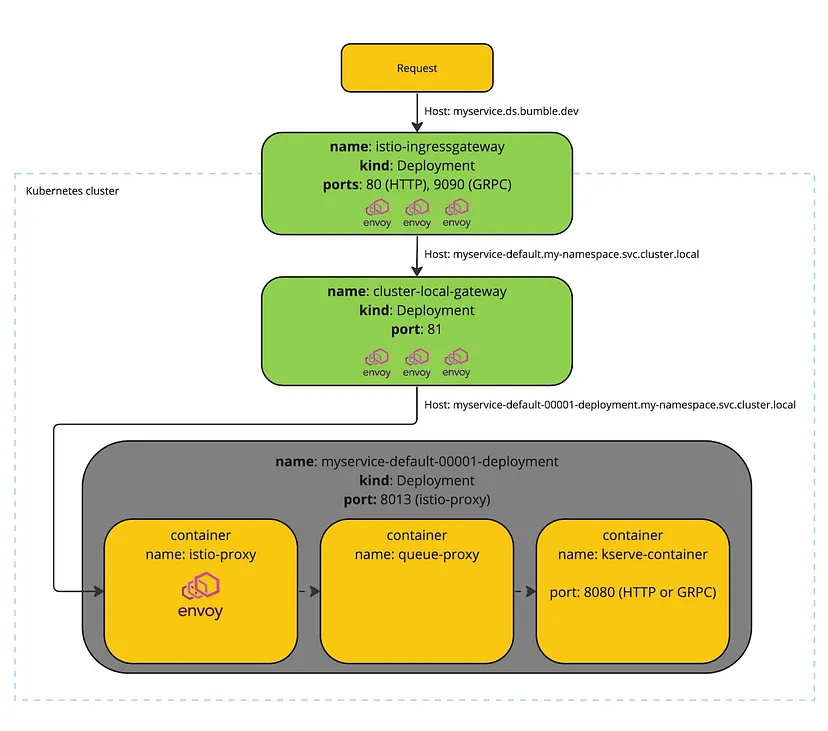 Request
Host: myservice.ds.bumble.dev
name: istio-ingressgateway
kind: Deployment
ports: 80 (HTTP), 9090 (GRPC)
envoy envoy envoy
Kubernetes cluster
Host: myservice-default.my-namespace.svc.cluster.local
name: cluster-local-gateway
kind: Deployment
port: 81
envoy envoy envoy
Host: myservice-default-00001-deployment.my-namespace.svc.cluster.local
name: myservice-default-00001-deployment
kind: Deployment
port: 8013 (istio-proxy)
container
name: istio-proxy
envoy
container
name: queue-proxy
container
name: kserve-container
port: 8080 (HTTP or GRPC)